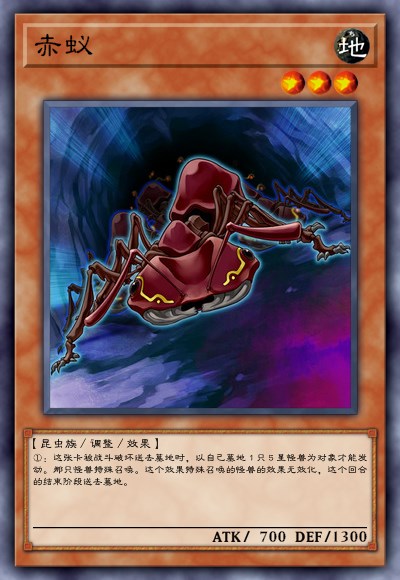 赤蚁
地
【昆虫族／调整／效果】
①：这张卡被战斗破坏送去墓地时，以自己墓地1只5星怪兽为对象才能发
动。那只怪兽特殊召唤。这个效果特殊召唤的怪兽的效果无效化，这个回合
的结束阶段送去墓地。
ATK/ 700 DEF/1300